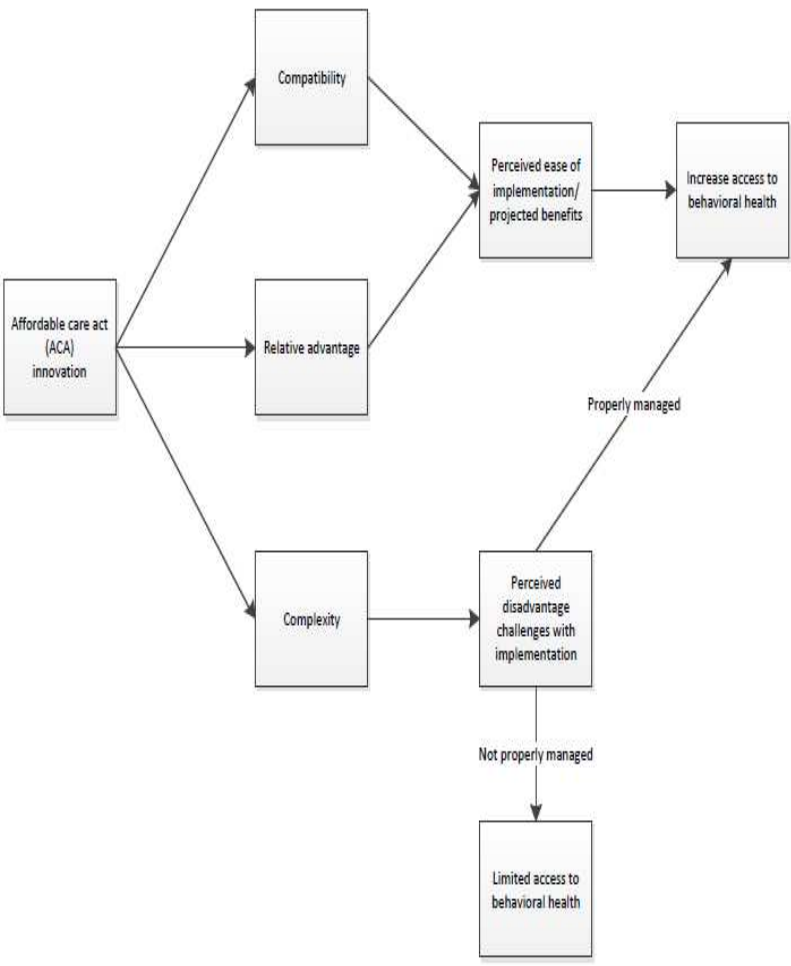 Compatibility
Perceived ease of
implementation/
projected benefits
Increase access to
behavioral health
Affordable care act
(ACA)
innovation
Relative advantage
Properly managed
Complexity
Perceived
disadvantage
challenges with
implementation
Not properly managed
Limited access to
behavioral health